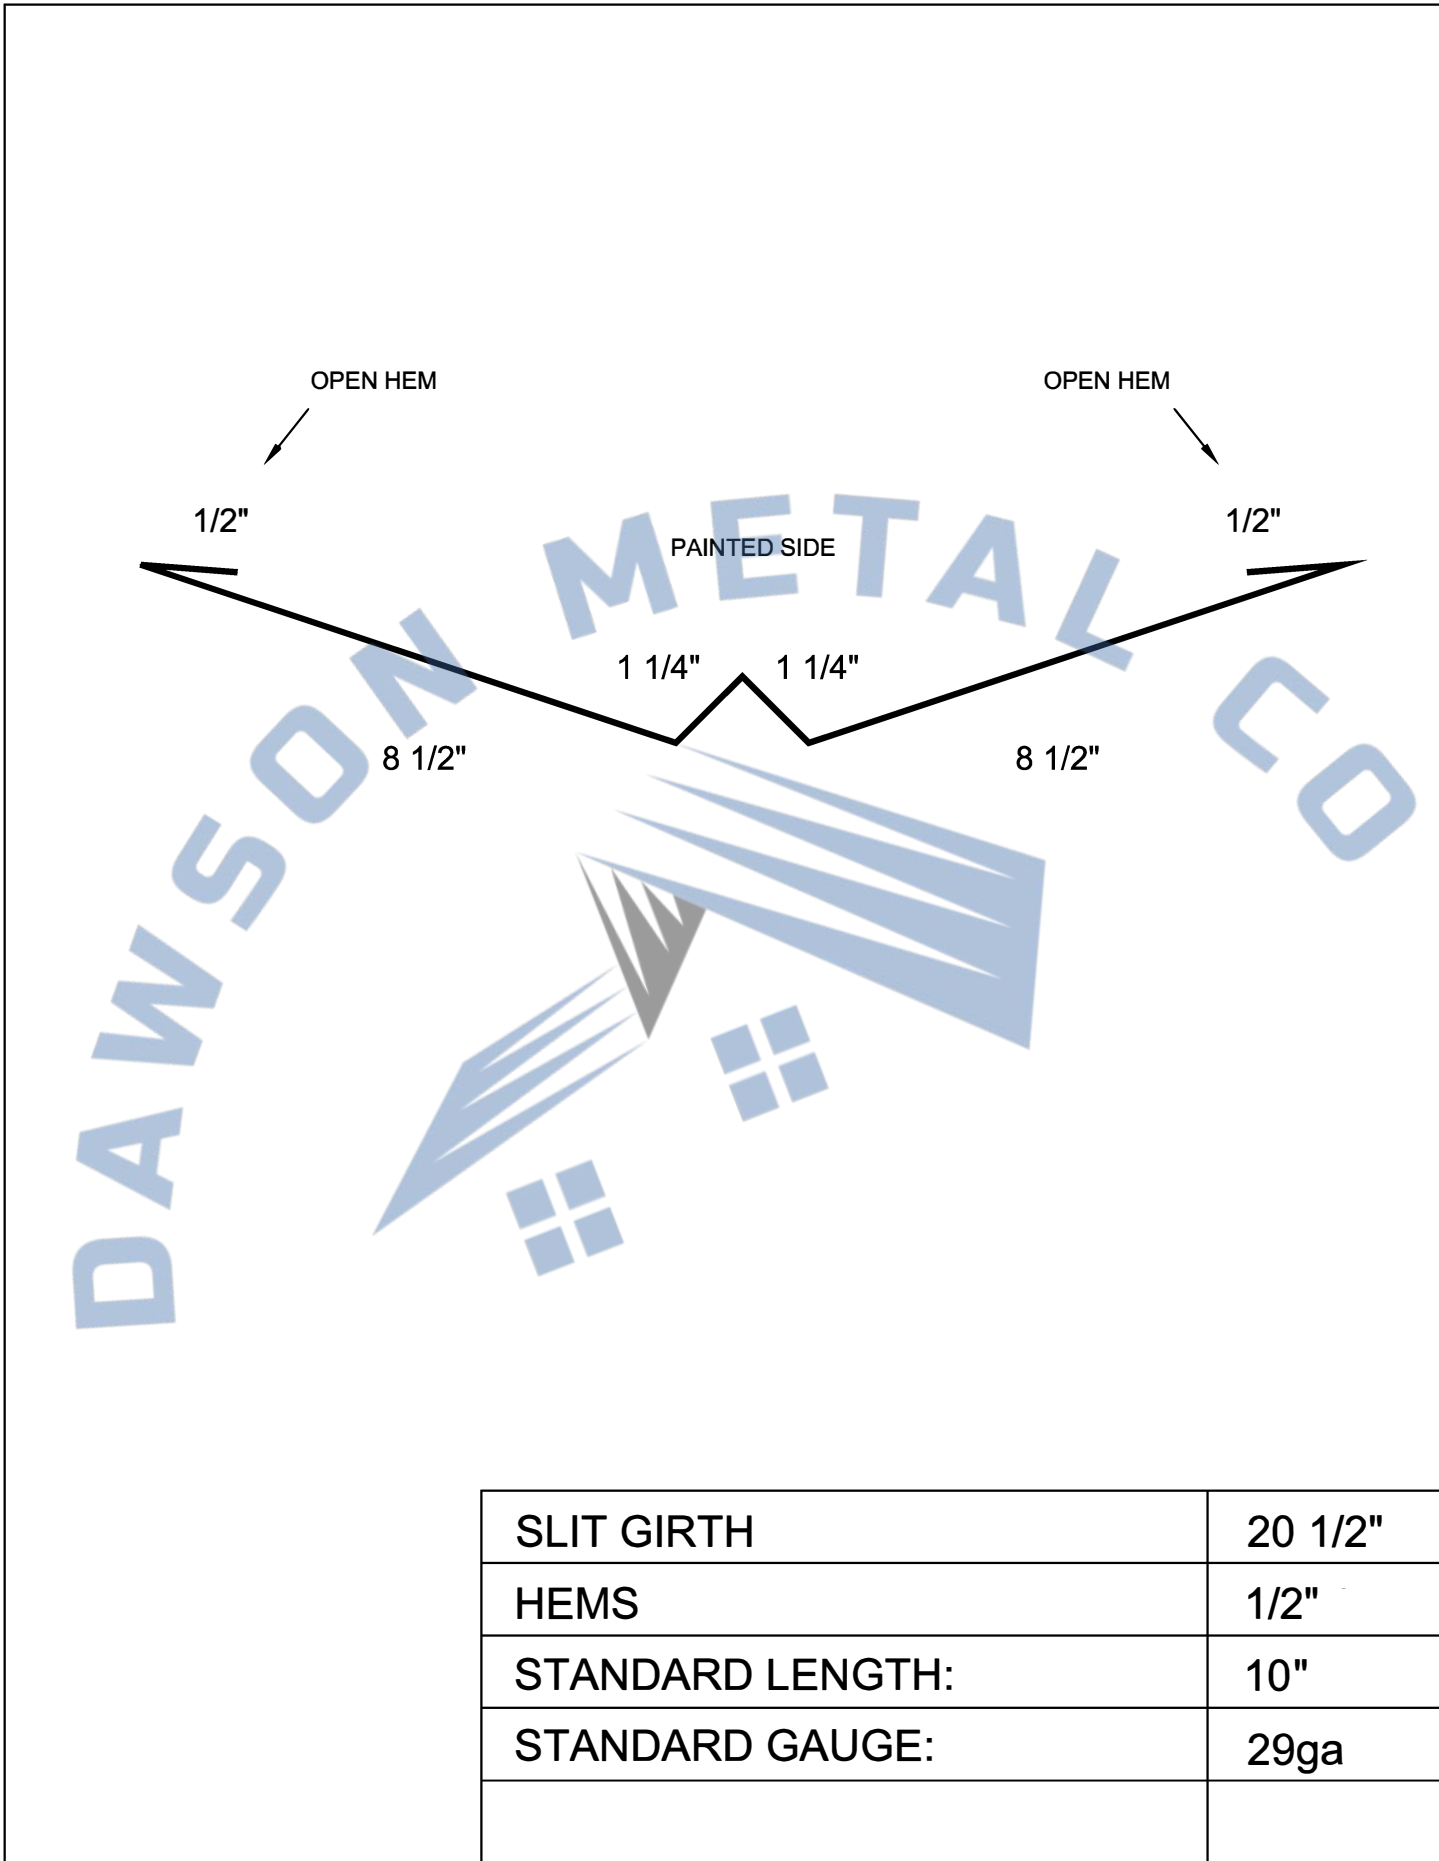 OPEN HEM OPEN HEM
1/2" 1/2"
PAINTED SIDE
1 1/4" 1 1/4"
8 1/2" 8 1/2"
DAWSON METAL CO
SLIT GIRTH 20 1/2"
HEMS 1/2"
STANDARD LENGTH: 10"
STANDARD GAUGE: 29ga